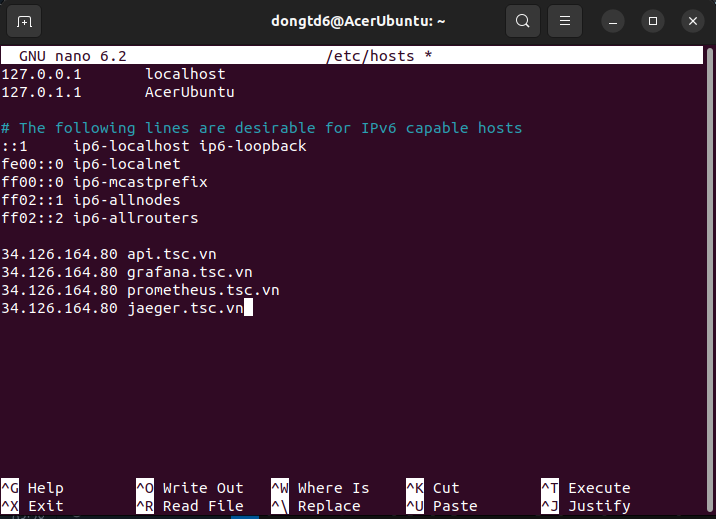 dongtd6@AcerUbuntu: ~
GNU nano 6.2 /etc/hosts *
127.0.0.1 localhost
127.0.1.1 AcerUbuntu
# The following lines are desirable for IPv6 capable hosts
::1 ip6-localhost ip6-loopback
fe00::0 ip6-localnet
ff00::0 ip6-mcastprefix
ff02::1 ip6-allnodes
ff02::2 ip6-allrouters
34.126.164.80 api.tsc.vn
34.126.164.80 grafana.tsc.vn
34.126.164.80 prometheus.tsc.vn
34.126.164.80 jaeger.tsc.vn
^G Help ^O Write Out ^W Where Is ^K Cut ^T Execute
^X Exit ^R Read File ^\ Replace ^U Paste ^J Justify